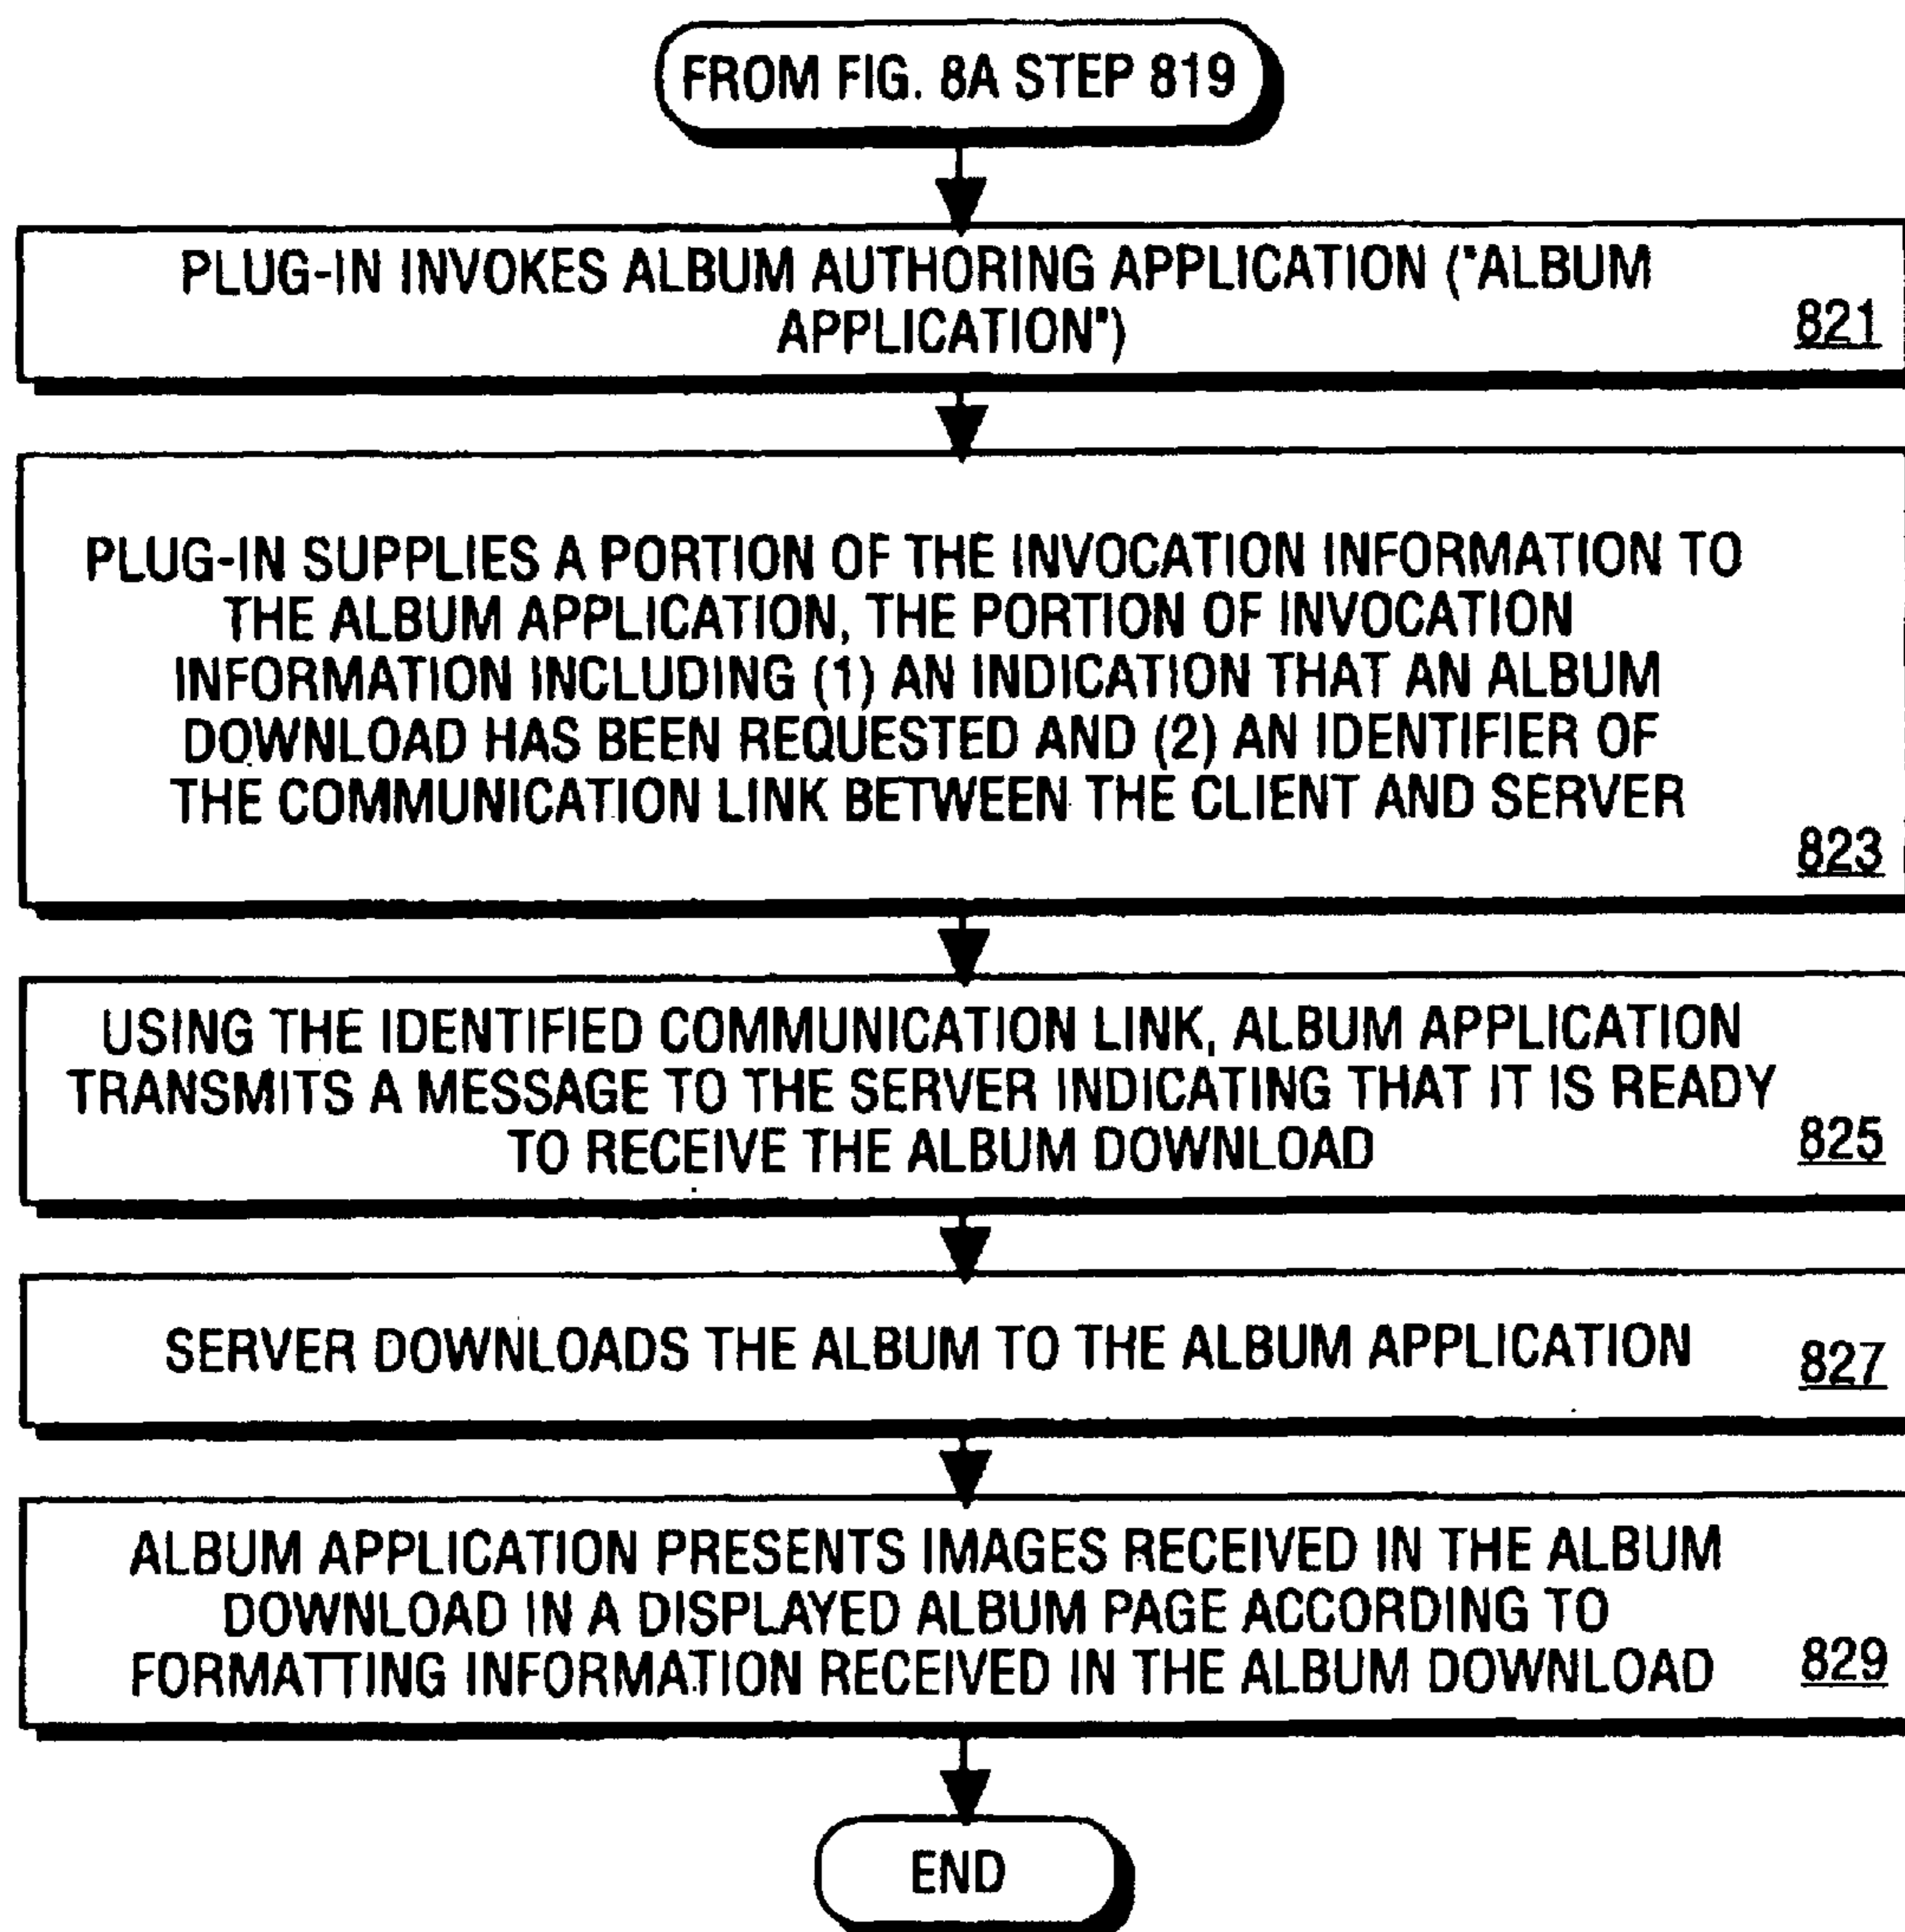 FROM FIG. 8A STEP 819
PLUG-IN INVOKES ALBUM AUTHORING APPLICATION ("ALBUM
APPLICATION")
821
PLUG-IN SUPPLIES A PORTION OF THE INVOCATION INFORMATION TO
THE ALBUM APPLICATION, THE PORTION OF INVOCATION
INFORMATION INCLUDING (1) AN INDICATION THAT AN ALBUM
DOWNLOAD HAS BEEN REQUESTED AND (2) AN IDENTIFIER OF
THE COMMUNICATION LINK BETWEEN THE CLIENT AND SERVER
823
USING THE IDENTIFIED COMMUNICATION LINK, ALBUM APPLICATION
TRANSMITS A MESSAGE TO THE SERVER INDICATING THAT IT IS READY
TO RECEIVE THE ALBUM DOWNLOAD
825
SERVER DOWNLOADS THE ALBUM TO THE ALBUM APPLICATION
827
ALBUM APPLICATION PRESENTS IMAGES RECEIVED IN THE ALBUM
DOWNLOAD IN A DISPLAYED ALBUM PAGE ACCORDING TO
FORMATTING INFORMATION RECEIVED IN THE ALBUM DOWNLOAD
829
END